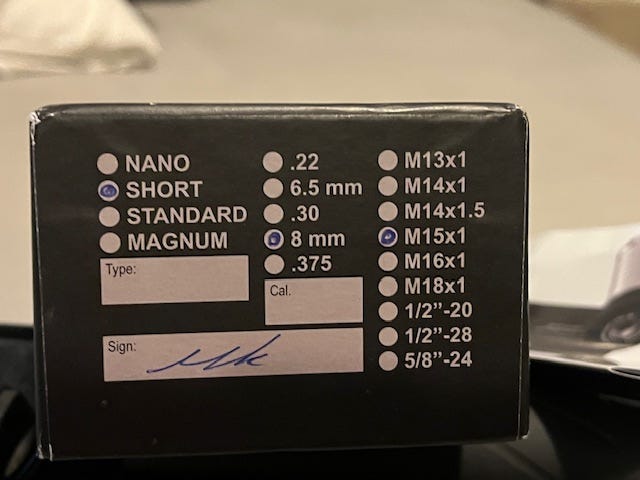 NANO
SHORT
STANDARD
MAGNUM
Type:
.22
6.5 mm
.30
8 mm
.375
Cal.
M13x1
M14x1
M14x1.5
M15x1
M16x1
M18x1
1/2”-20
1/2”-28
5/8”-24
Sign: